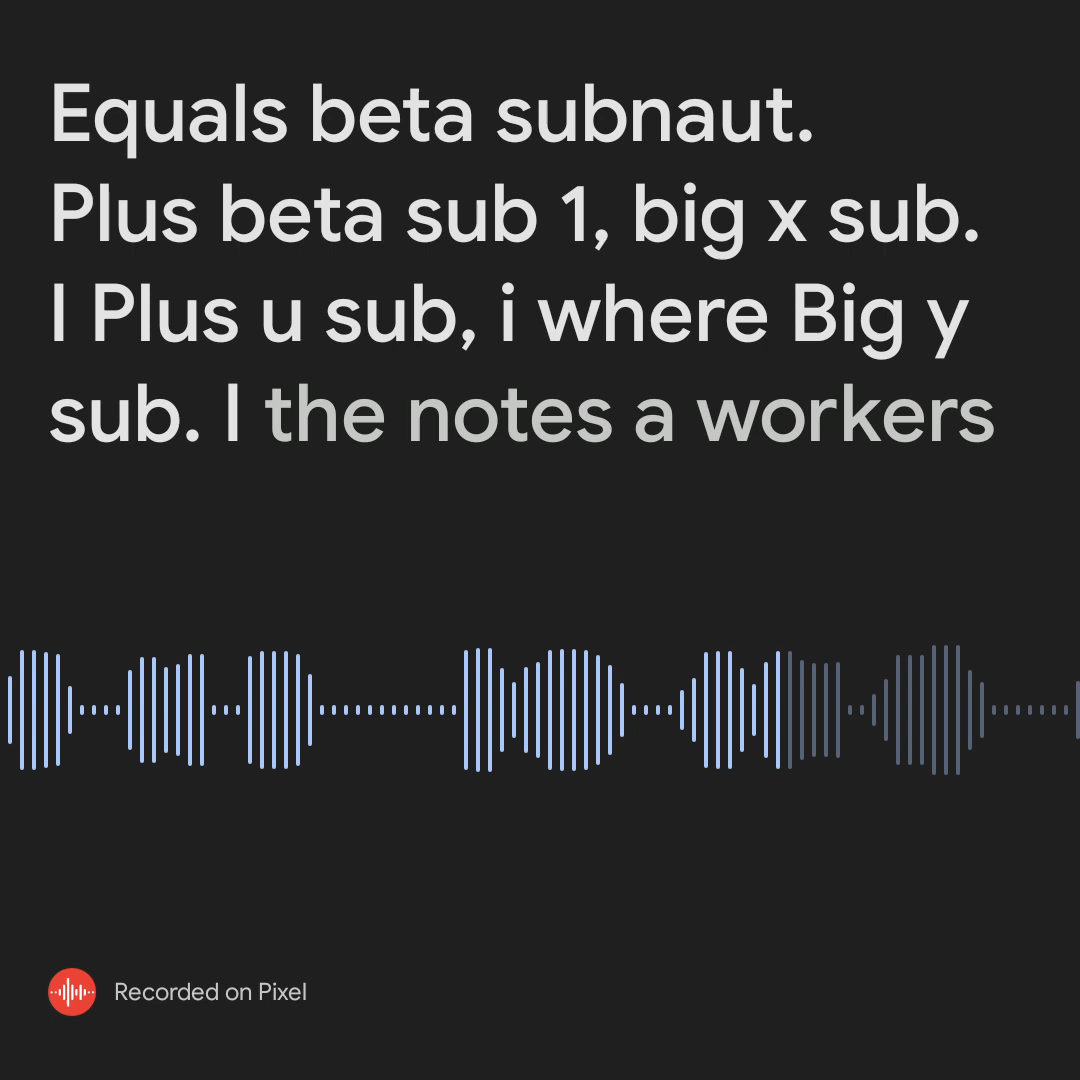 Equals beta subnaut.
Plus beta sub 1, big x sub.
I Plus u sub, i where Big y
sub. I the notes a workers
Recorded on Pixel